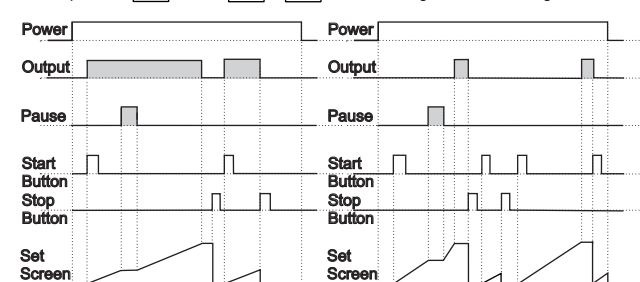 Power Power
Output Output
Pause Pause
Start Start
Button Button
Stop Stop
Button Button
Set Set
Screen Screen